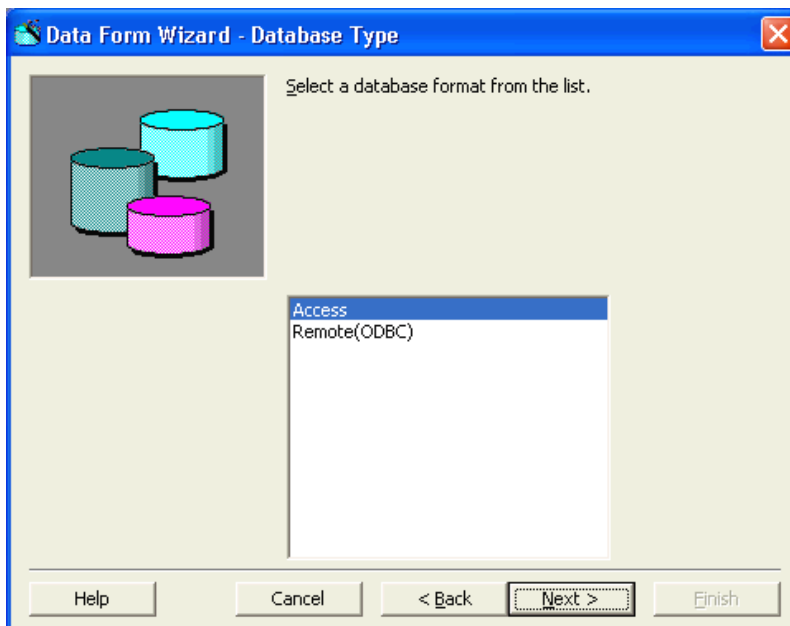 Data Form Wizard - Database Type
Select a database format from the list.
Access
Remote(ODBC)
Help
Cancel
< Back
Next >
Finish